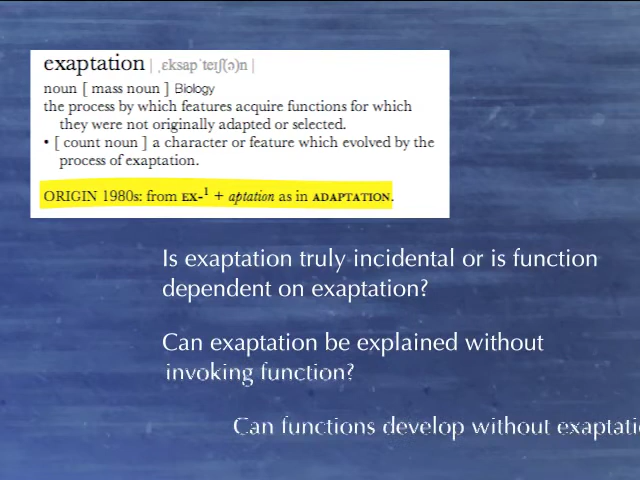 exaptation | ˌɛksapˈteɪʃ(ə)n |
noun [ mass noun ] Biology
the process by which features acquire functions for which
they were not originally adapted or selected.
• [ count noun ] a character or feature which evolved by the
process of exaptation.
ORIGIN 1980s: from EX-¹ + aptation as in ADAPTATION.
Is exaptation truly incidental or is function
dependent on exaptation?
Can exaptation be explained without
invoking function?
Can functions develop without exaptati